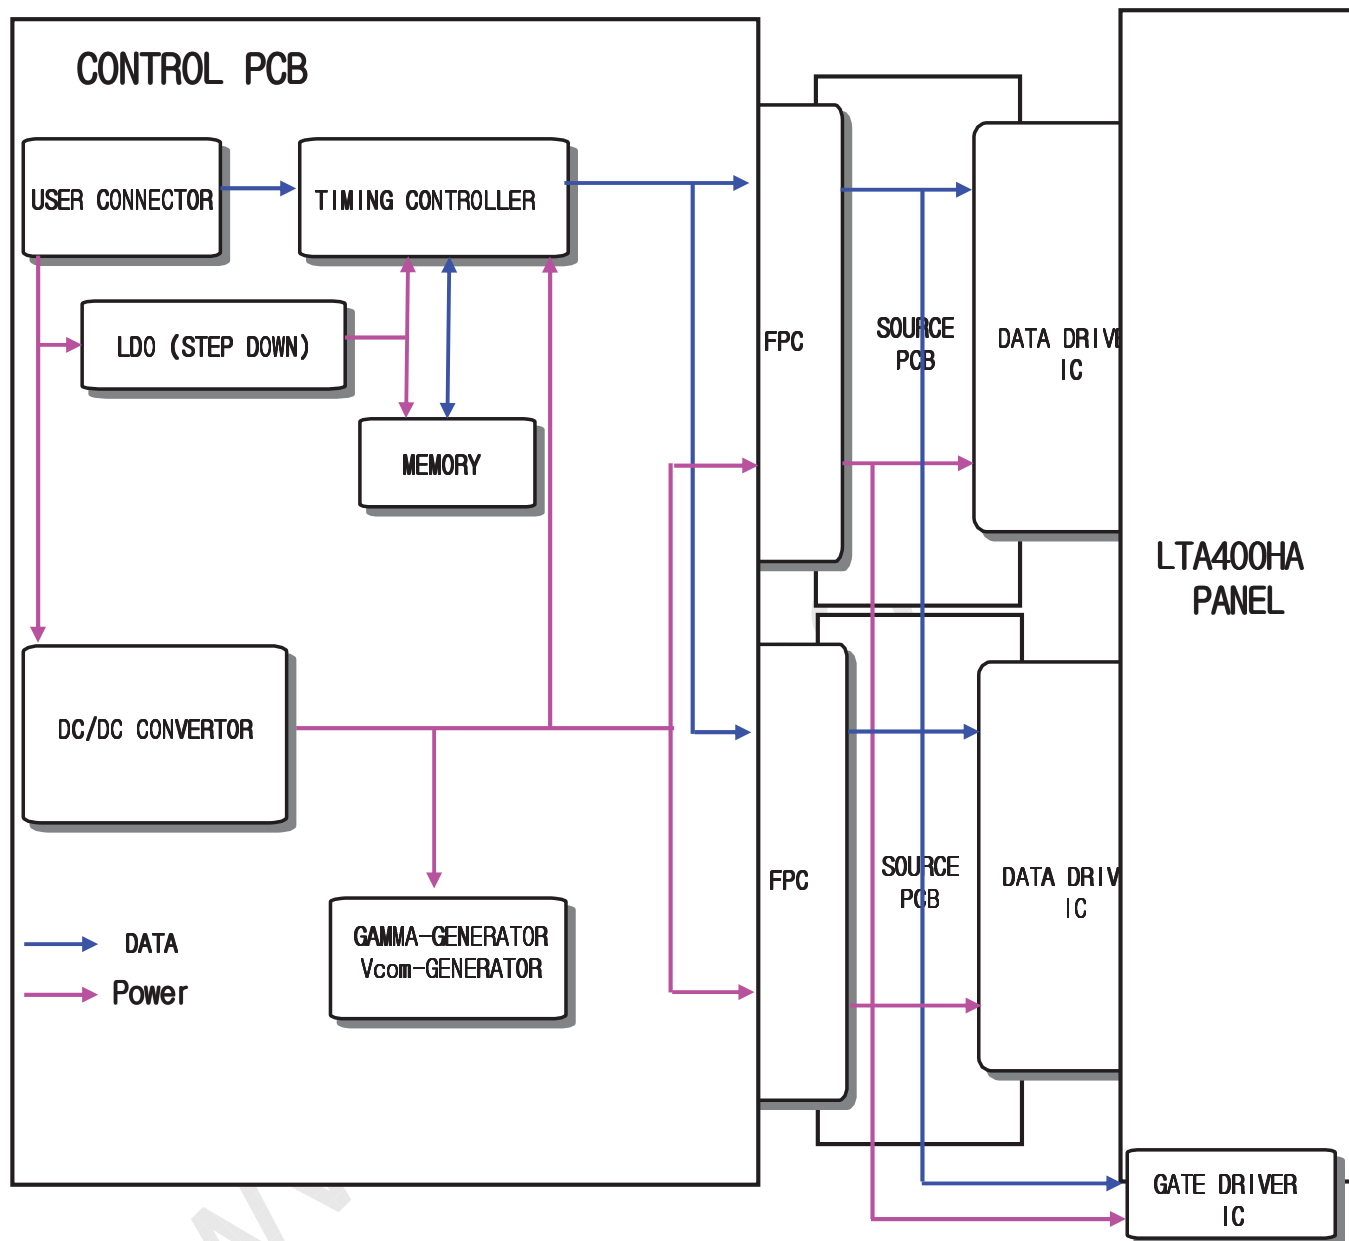 CONTROL PCB
USER CONNECTOR
TIMING CONTROLLER
LDO (STEP DOWN)
MEMORY
DC/DC CONVERTOR
GAMMA-GENERATOR
Vcom-GENERATOR
DATA
Power
FPC
SOURCE
PCB
DATA DRIVE
IC
FPC
SOURCE
PCB
DATA DRIV
IC
LTA400HA
PANEL
GATE DRIVER
IC